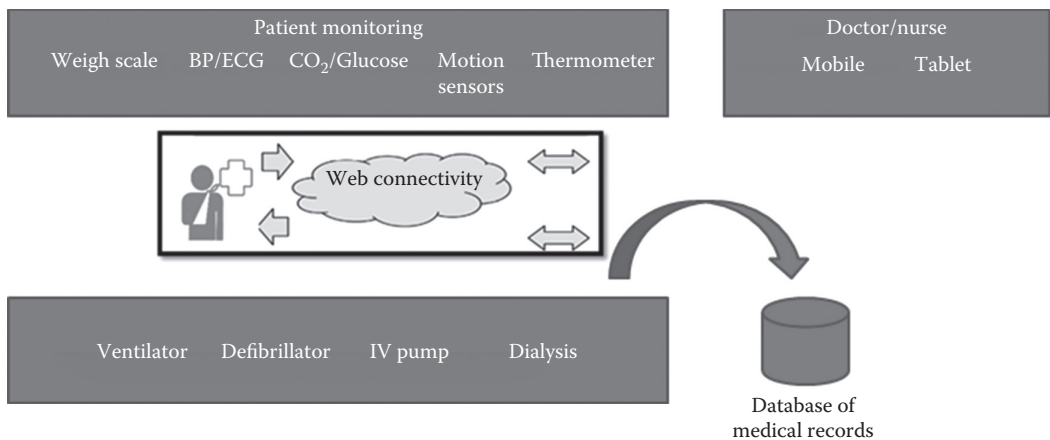 Patient monitoring
Weigh scale BP/ECG CO₂/Glucose Motion sensors Thermometer
Doctor/nurse
Mobile Tablet
Web connectivity
Ventilator Defibrillator IV pump Dialysis
Database of
medical records